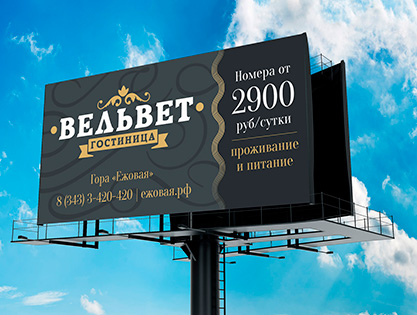 ВЕЛЬВЕТ
ГОСТИНИЦА
Гора «Ежовая»
8 (343) 3-420-420 | ежовая.рф
Номера от
2900
руб/сутки
проживание
и питание